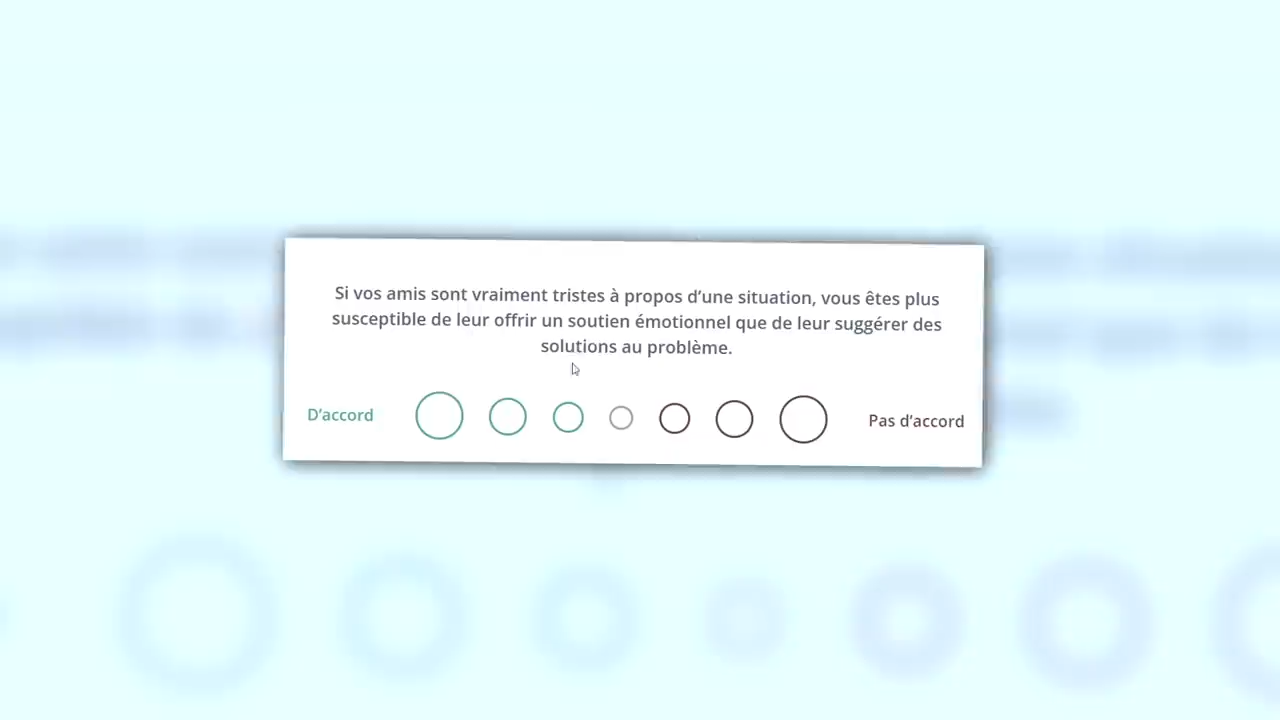 Si vos amis sont vraiment tristes à propos d’une situation, vous êtes plus
susceptible de leur offrir un soutien émotionnel que de leur suggérer des
solutions au problème.
D’accord
Pas d’accord